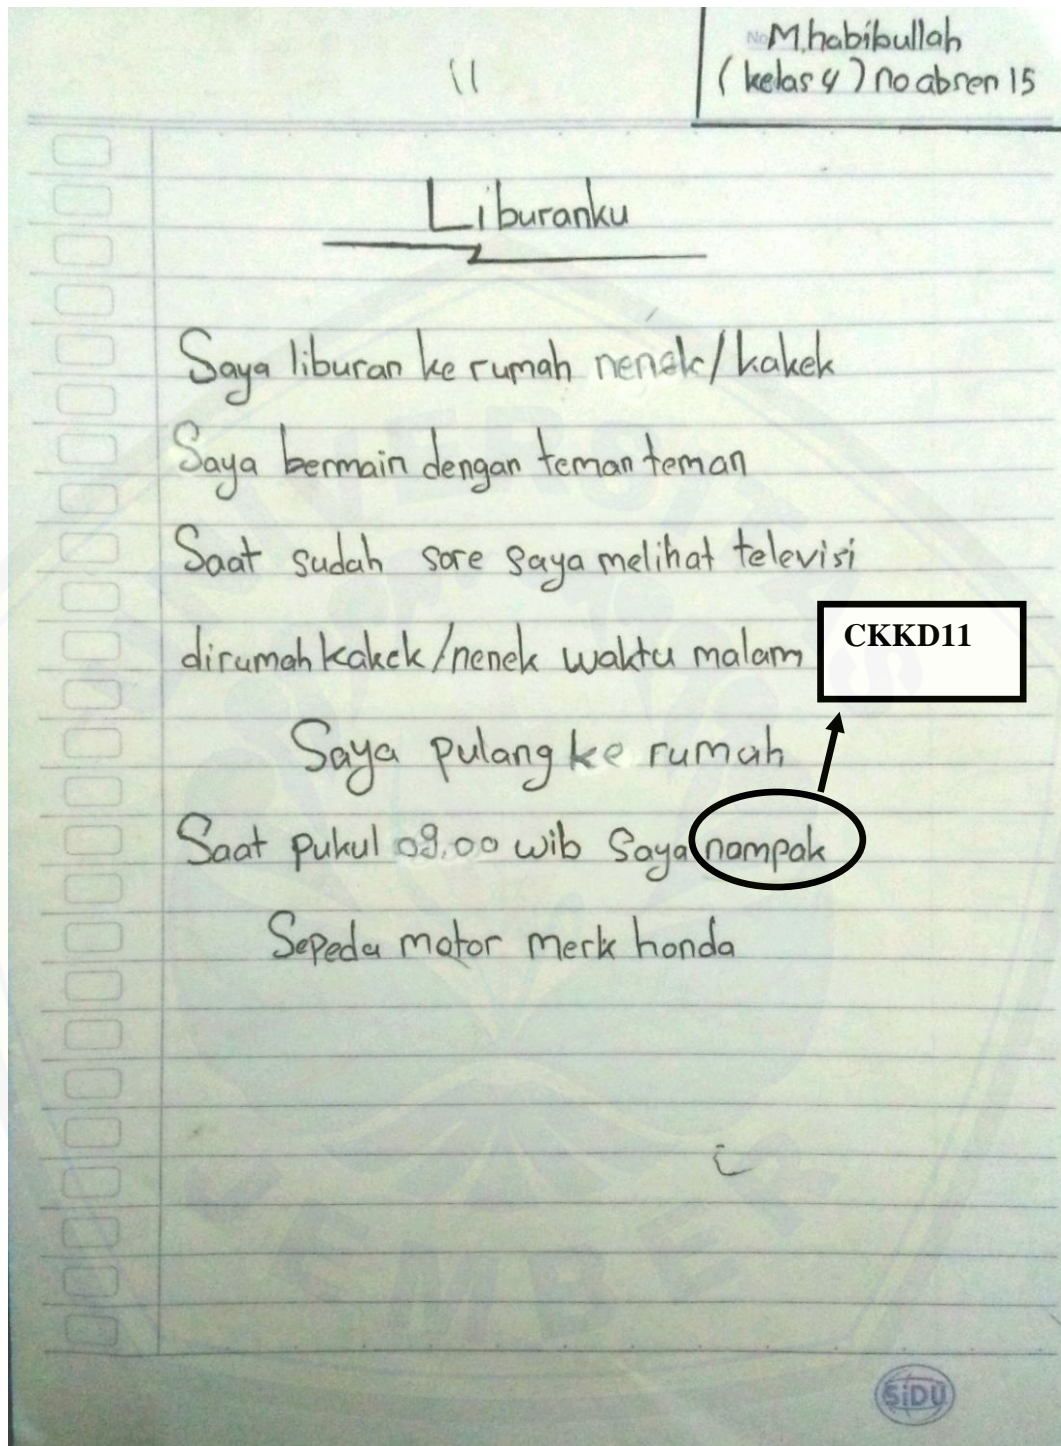 No
M.habibullah
(kelas 4) no absen 15
11
Liburanku
Saya liburan ke rumah nenek/kakek
Saya bermain dengan teman teman
Saat sudah sore saya melihat televisi
dirumah kakek/nenek waktu malam
CKKD11
Saya pulang ke rumah
Saat pukul 09.00 wib Saya nampak
Sepeda motor merk honda
SiDU